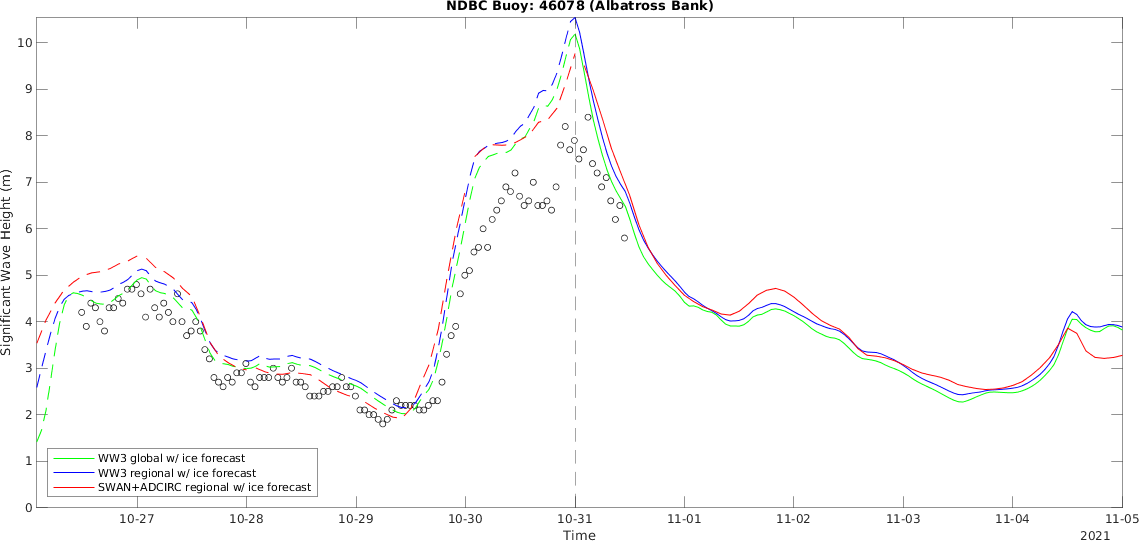 NDBC Buoy: 46078 (Albatross Bank)
10
9
8
7
6
5
4
3
2
1
0
Significant Wave Height (m)
WW3 global w/ ice forecast
WW3 regional w/ ice forecast
SWAN+ADCIRC regional w/ ice forecast
10-27 10-28 10-29 10-30 10-31 11-01 11-02 11-03 11-04 11-05
Time
2021